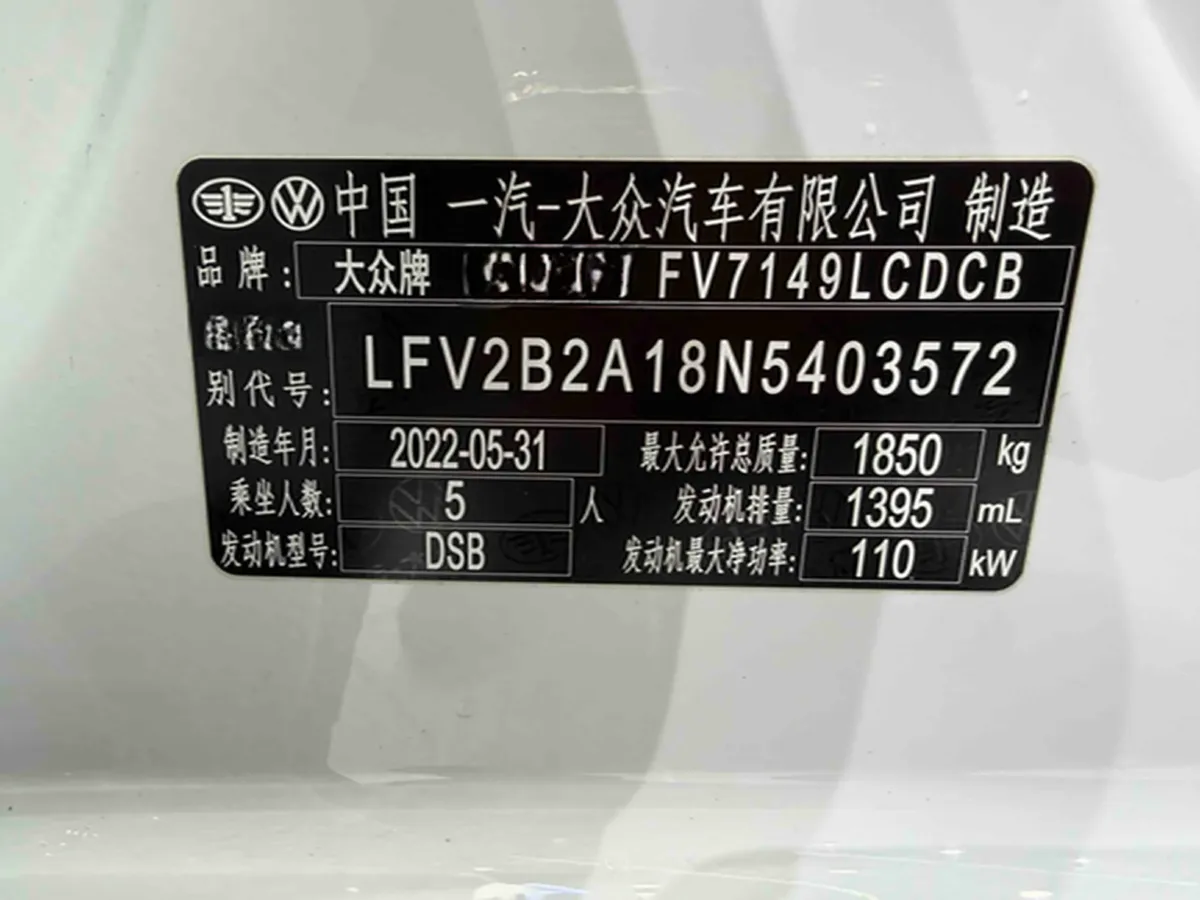 中国 一汽-大众汽车有限公司 制造
品牌: 大众牌 FV7149LCDCB
别代号: LFV2B2A18N5403572
制造年月: 2022-05-31 最大允许总质量: 1850 kg
乘坐人数: 5 人 发动机排量: 1395 mL
发动机型号: DSB 发动机最大净功率: 110 kW